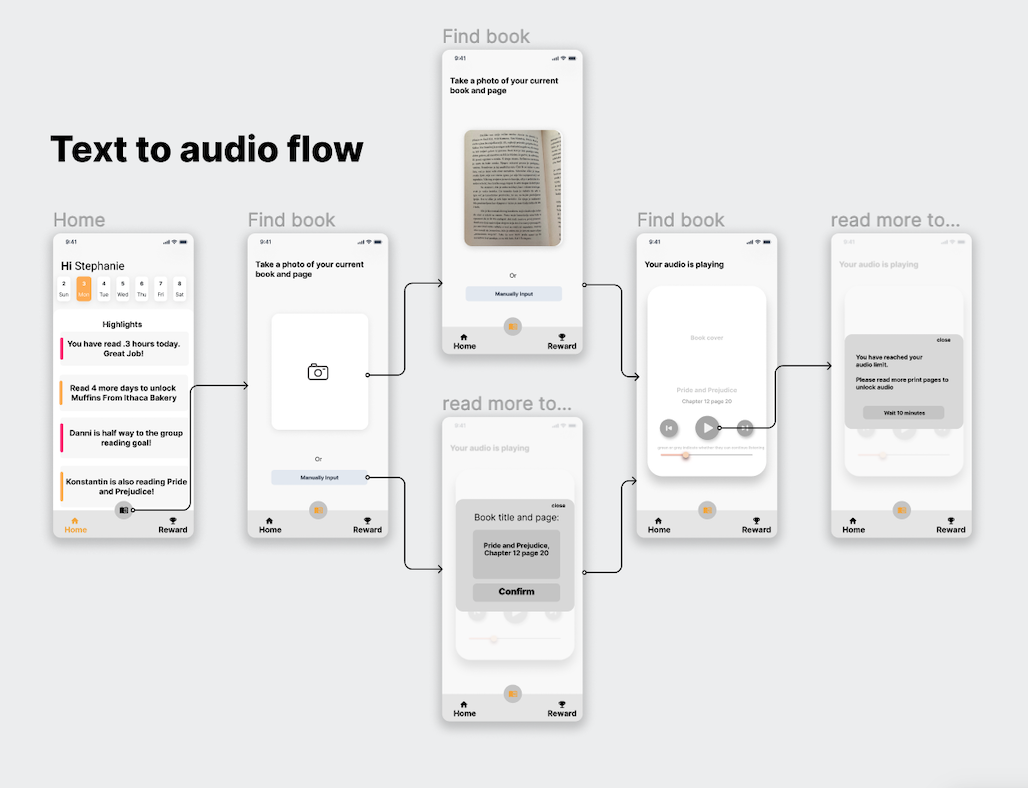 Text to audio flow
Home
9:41
Hi Stephanie
2 3 4 5 6 7 8
Sun Mon Tue Wed Thu Fri Sat
Highlights
You have read .3 hours today.
Great Job!
Read 4 more days to unlock
Muffins From Ithaca Bakery
Danni is half way to the group
reading goal!
Konstantin is also reading Pride
and Prejudice!
Home
Reward
Find book
9:41
Take a photo of your current
book and page
Or
Manually Input
Home
Reward
Find book
9:41
Take a photo of your current
book and page
Or
Manually Input
Home
Reward
read more to...
9:41
Your audio is playing
close
Book title and page:
Pride and Prejudice,
Chapter 12 page 20
Confirm
Home
Reward
Find book
9:41
Your audio is playing
Book cover
Pride and Prejudice
Chapter 12 page 20
Home
Reward
read more to...
9:41
Your audio is playing
close
You have reached your
audio limit.
Please read more print pages to
unlock audio
Wait 10 minutes
Home
Reward